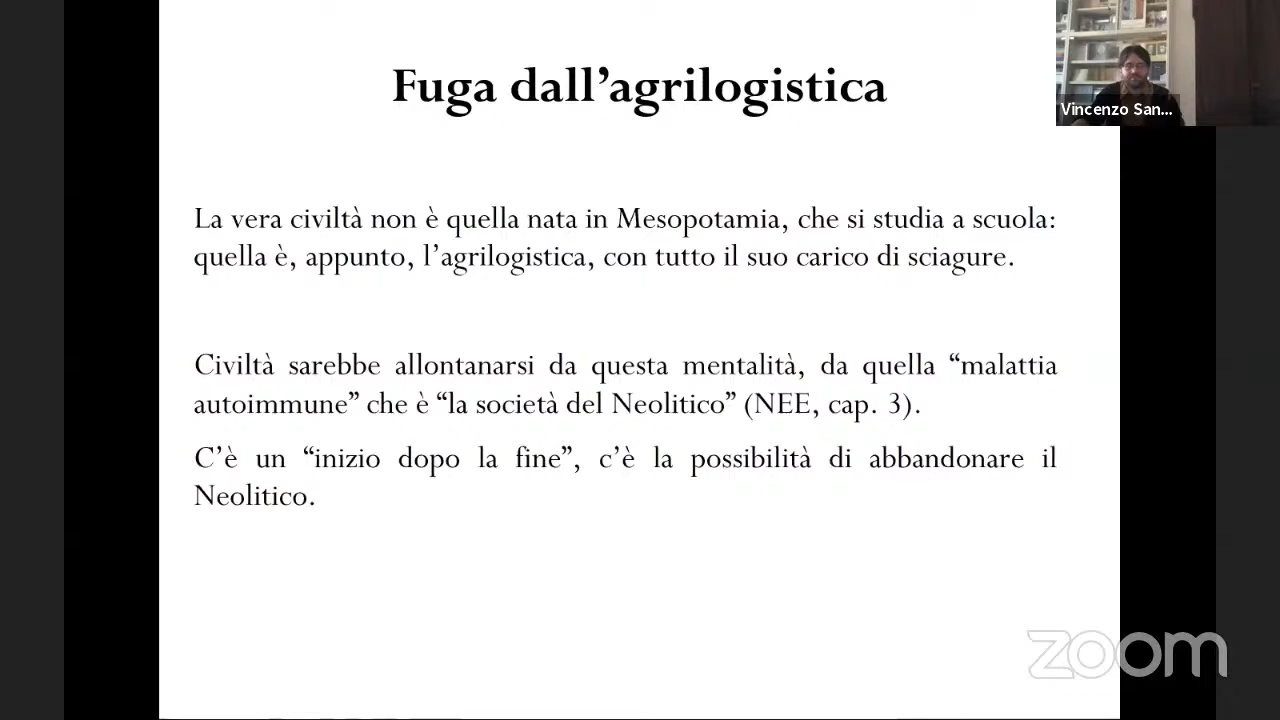 Fuga dall’agrilogistica
Vincenzo San...
La vera civiltà non è quella nata in Mesopotamia, che si studia a scuola:
quella è, appunto, l’agrilogistica, con tutto il suo carico di sciagure.
Civiltà sarebbe allontanarsi da questa mentalità, da quella “malattia
autoimmune” che è “la società del Neolitico” (NEE, cap. 3).
C’è un “inizio dopo la fine”, c’è la possibilità di abbandonare il
Neolitico.
zoom